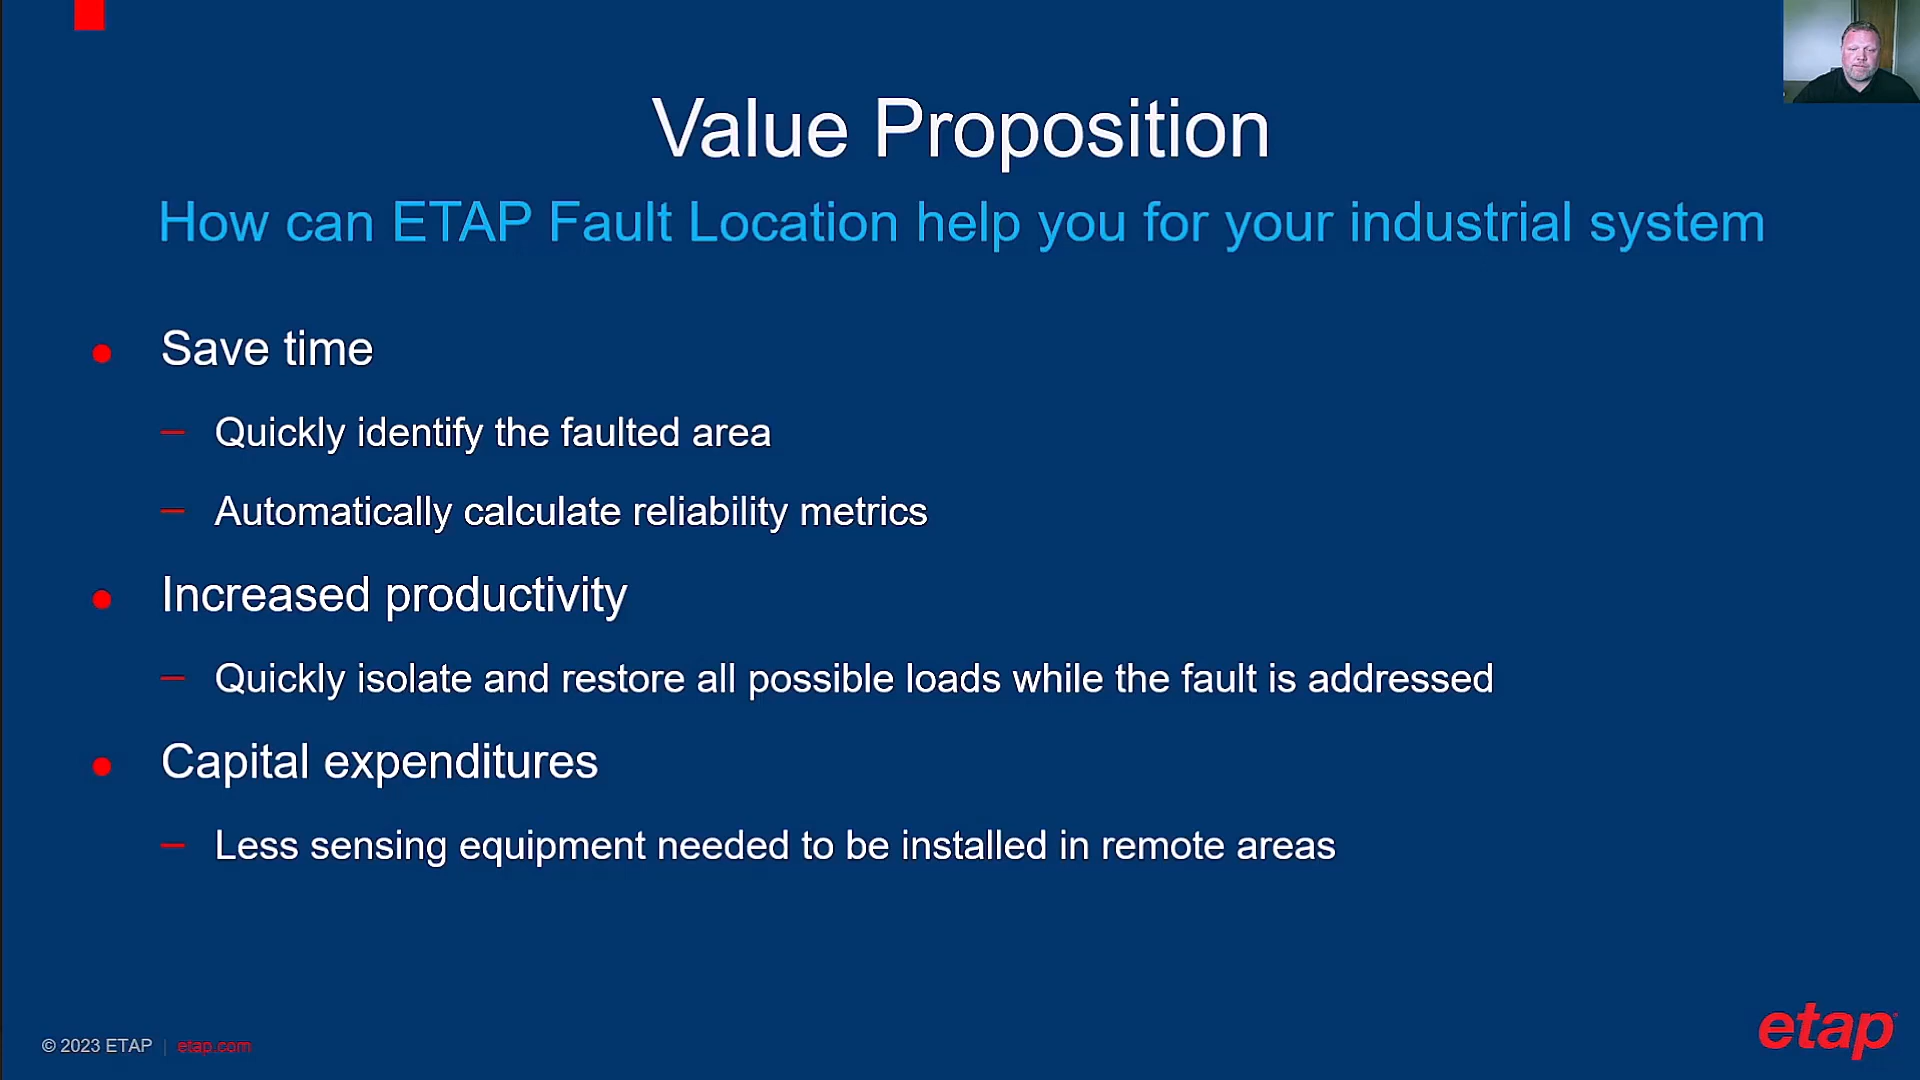 Value Proposition
How can ETAP Fault Location help you for your industrial system
● Save time
– Quickly identify the faulted area
– Automatically calculate reliability metrics
● Increased productivity
– Quickly isolate and restore all possible loads while the fault is addressed
● Capital expenditures
– Less sensing equipment needed to be installed in remote areas
© 2023 ETAP | etap.com
etap